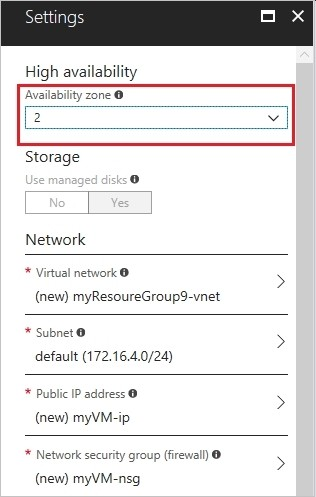 Settings
High availability
Availability zone
2
Storage
Use managed disks
No Yes
Network
* Virtual network
(new) myResoureGroup9-vnet
* Subnet
default (172.16.4.0/24)
* Public IP address
(new) myVM-ip
* Network security group (firewall)
(new) myVM-nsg